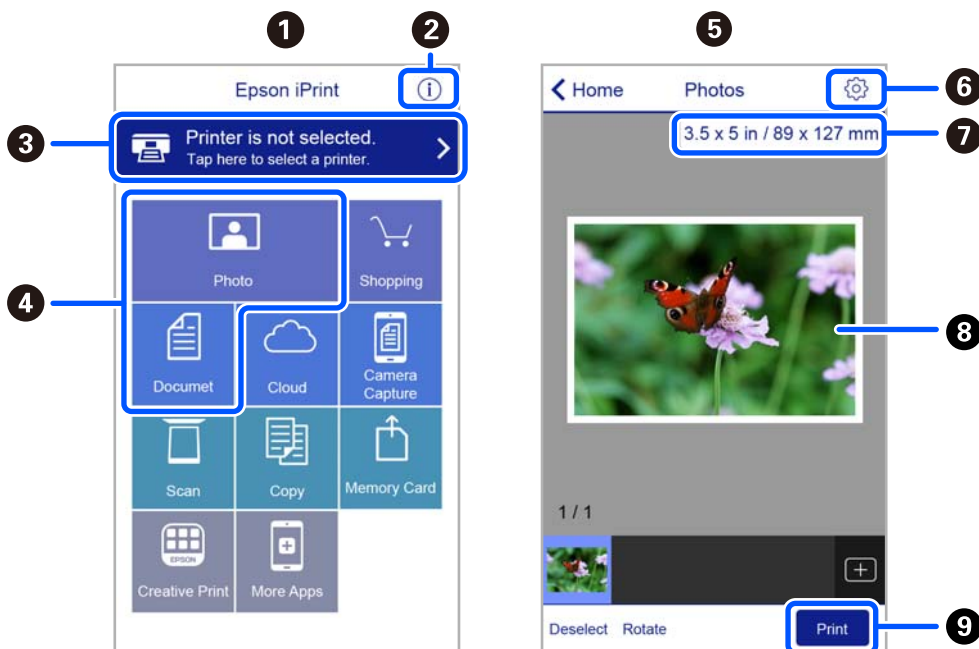 1
2
Epson iPrint
3
Printer is not selected.
Tap here to select a printer.
4
Photo
Shopping
Documet
Cloud
Camera
Capture
Scan
Copy
Memory Card
EPSON
Creative Print
More Apps
5
Home
Photos
6
3.5 x 5 in / 89 x 127 mm
7
8
1 / 1
Deselect
Rotate
Print
9